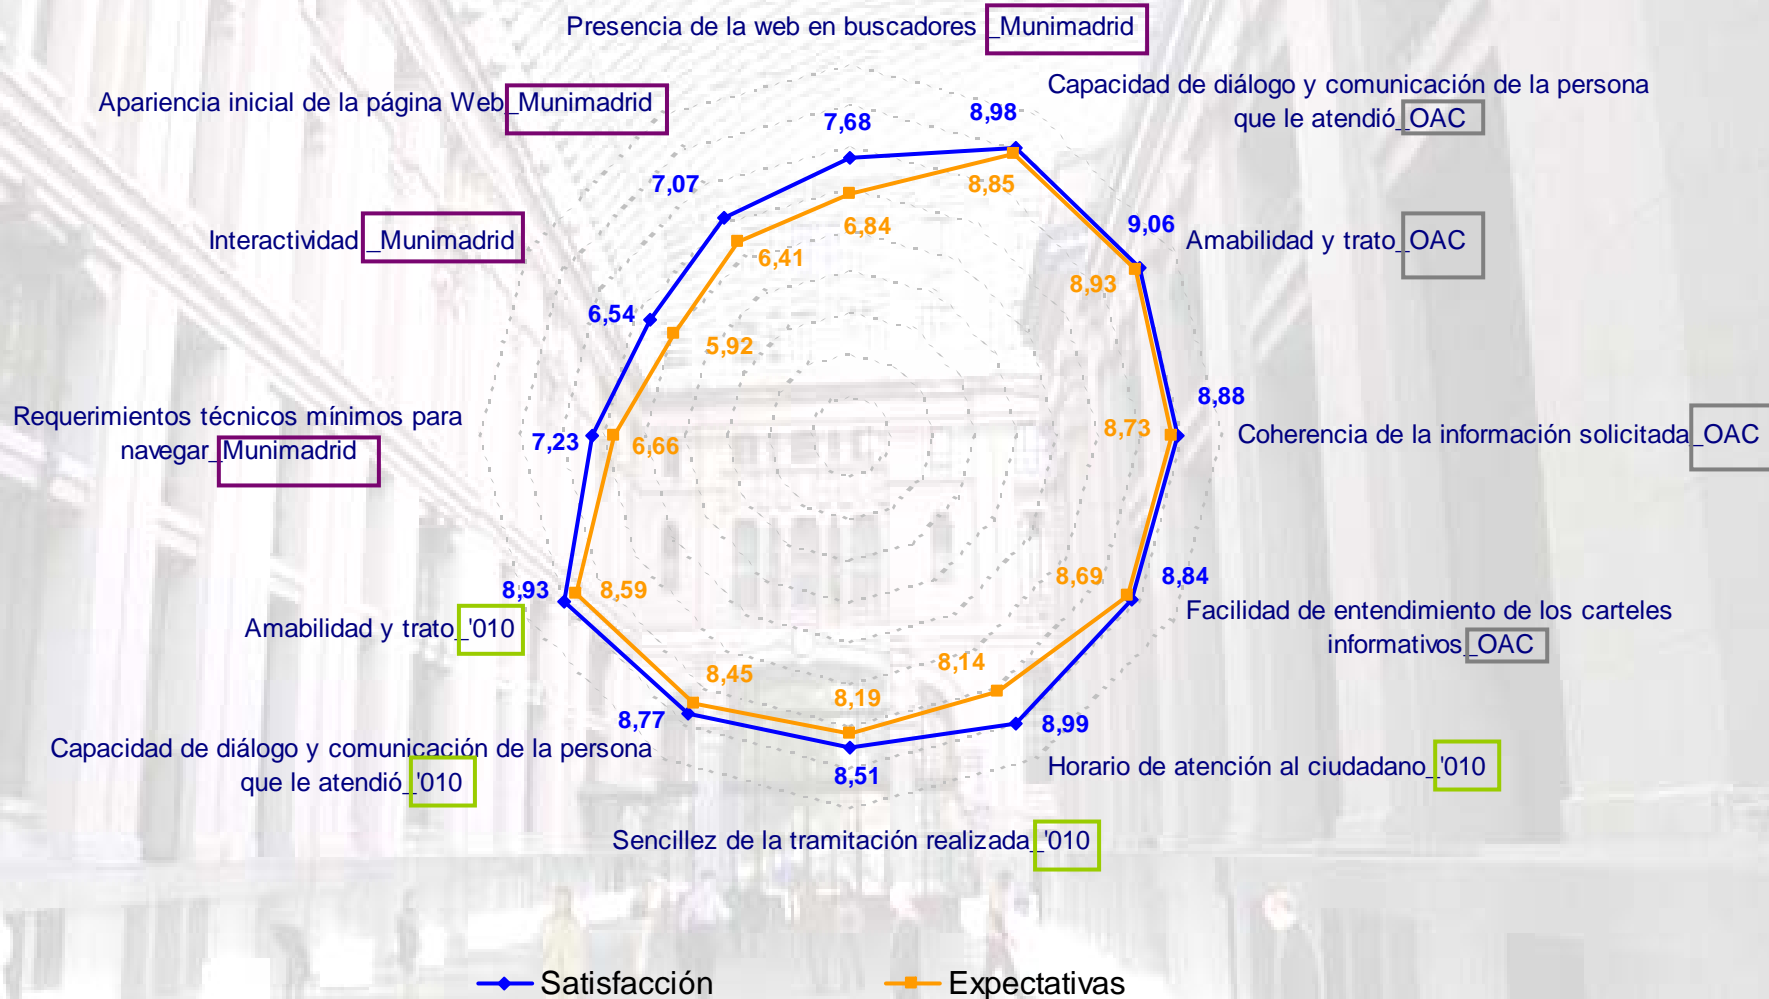 Presencia de la web en buscadores _Munimadrid
Capacidad de diálogo y comunicación de la persona
que le atendió_OAC
Apariencia inicial de la página Web_Munimadrid
7,68
8,98
7,07
8,85
6,84
9,06
Amabilidad y trato_OAC
Interactividad _Munimadrid
6,41
8,93
6,54
5,92
8,88
Requerimientos técnicos mínimos para
navegar_Munimadrid
7,23
6,66
8,73
Coherencia de la información solicitada_OAC
8,93
8,59
8,69
8,84
Amabilidad y trato_'010
Facilidad de entendimiento de los carteles
informativos_OAC
8,45
8,19
8,14
8,77
8,99
Capacidad de diálogo y comunicación de la persona
que le atendió_'010
8,51
Horario de atención al ciudadano_'010
Sencillez de la tramitación realizada_'010
Satisfacción
Expectativas